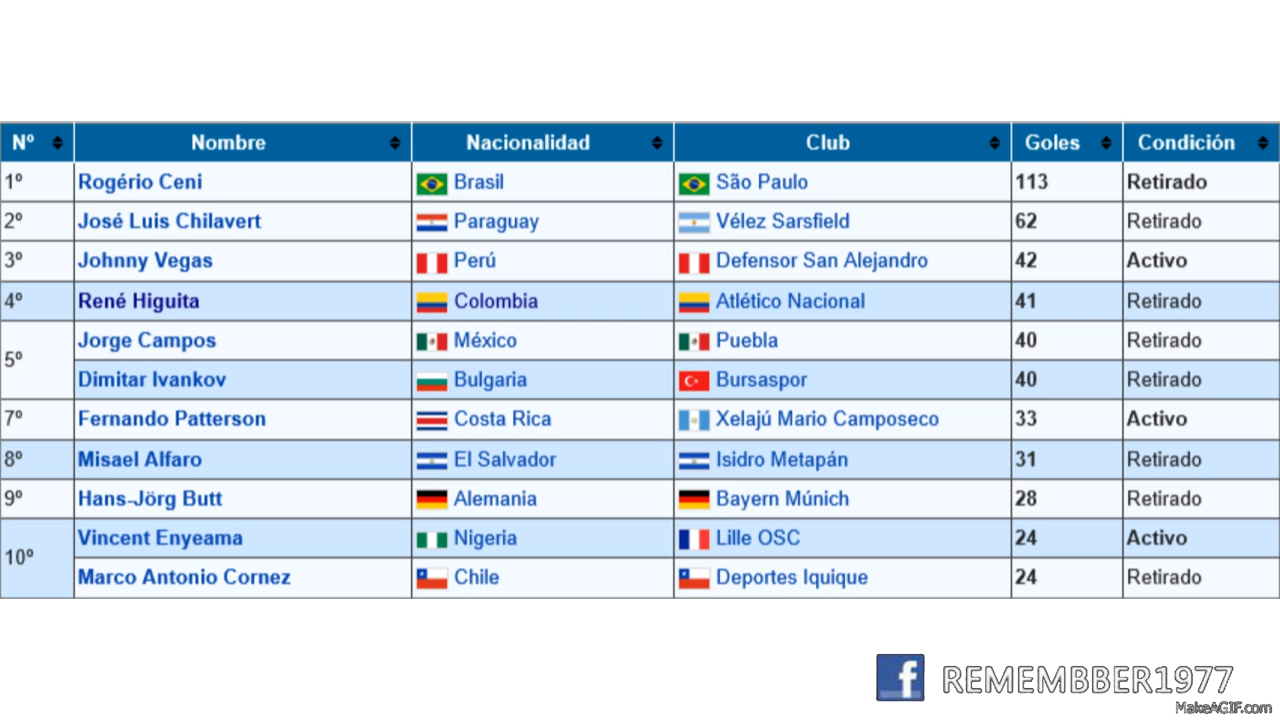 Nº Nombre Nacionalidad Club Goles Condición
1º Rogério Ceni Brasil São Paulo 113 Retirado
2º José Luis Chilavert Paraguay Vélez Sarsfield 62 Retirado
3º Johnny Vegas Perú Defensor San Alejandro 42 Activo
4º René Higuita Colombia Atlético Nacional 41 Retirado
5º Jorge Campos México Puebla 40 Retirado
Dimitar Ivankov Bulgaria Bursaspor 40 Retirado
7º Fernando Patterson Costa Rica Xelajú Mario Camposeco 33 Activo
8º Misael Alfaro El Salvador Isidro Metapán 31 Retirado
9º Hans-Jörg Butt Alemania Bayern Múnich 28 Retirado
10º Vincent Enyeama Nigeria Lille OSC 24 Activo
Marco Antonio Cornez Chile Deportes Iquique 24 Retirado
f REMEMBBER1977
MakeAGIF.com